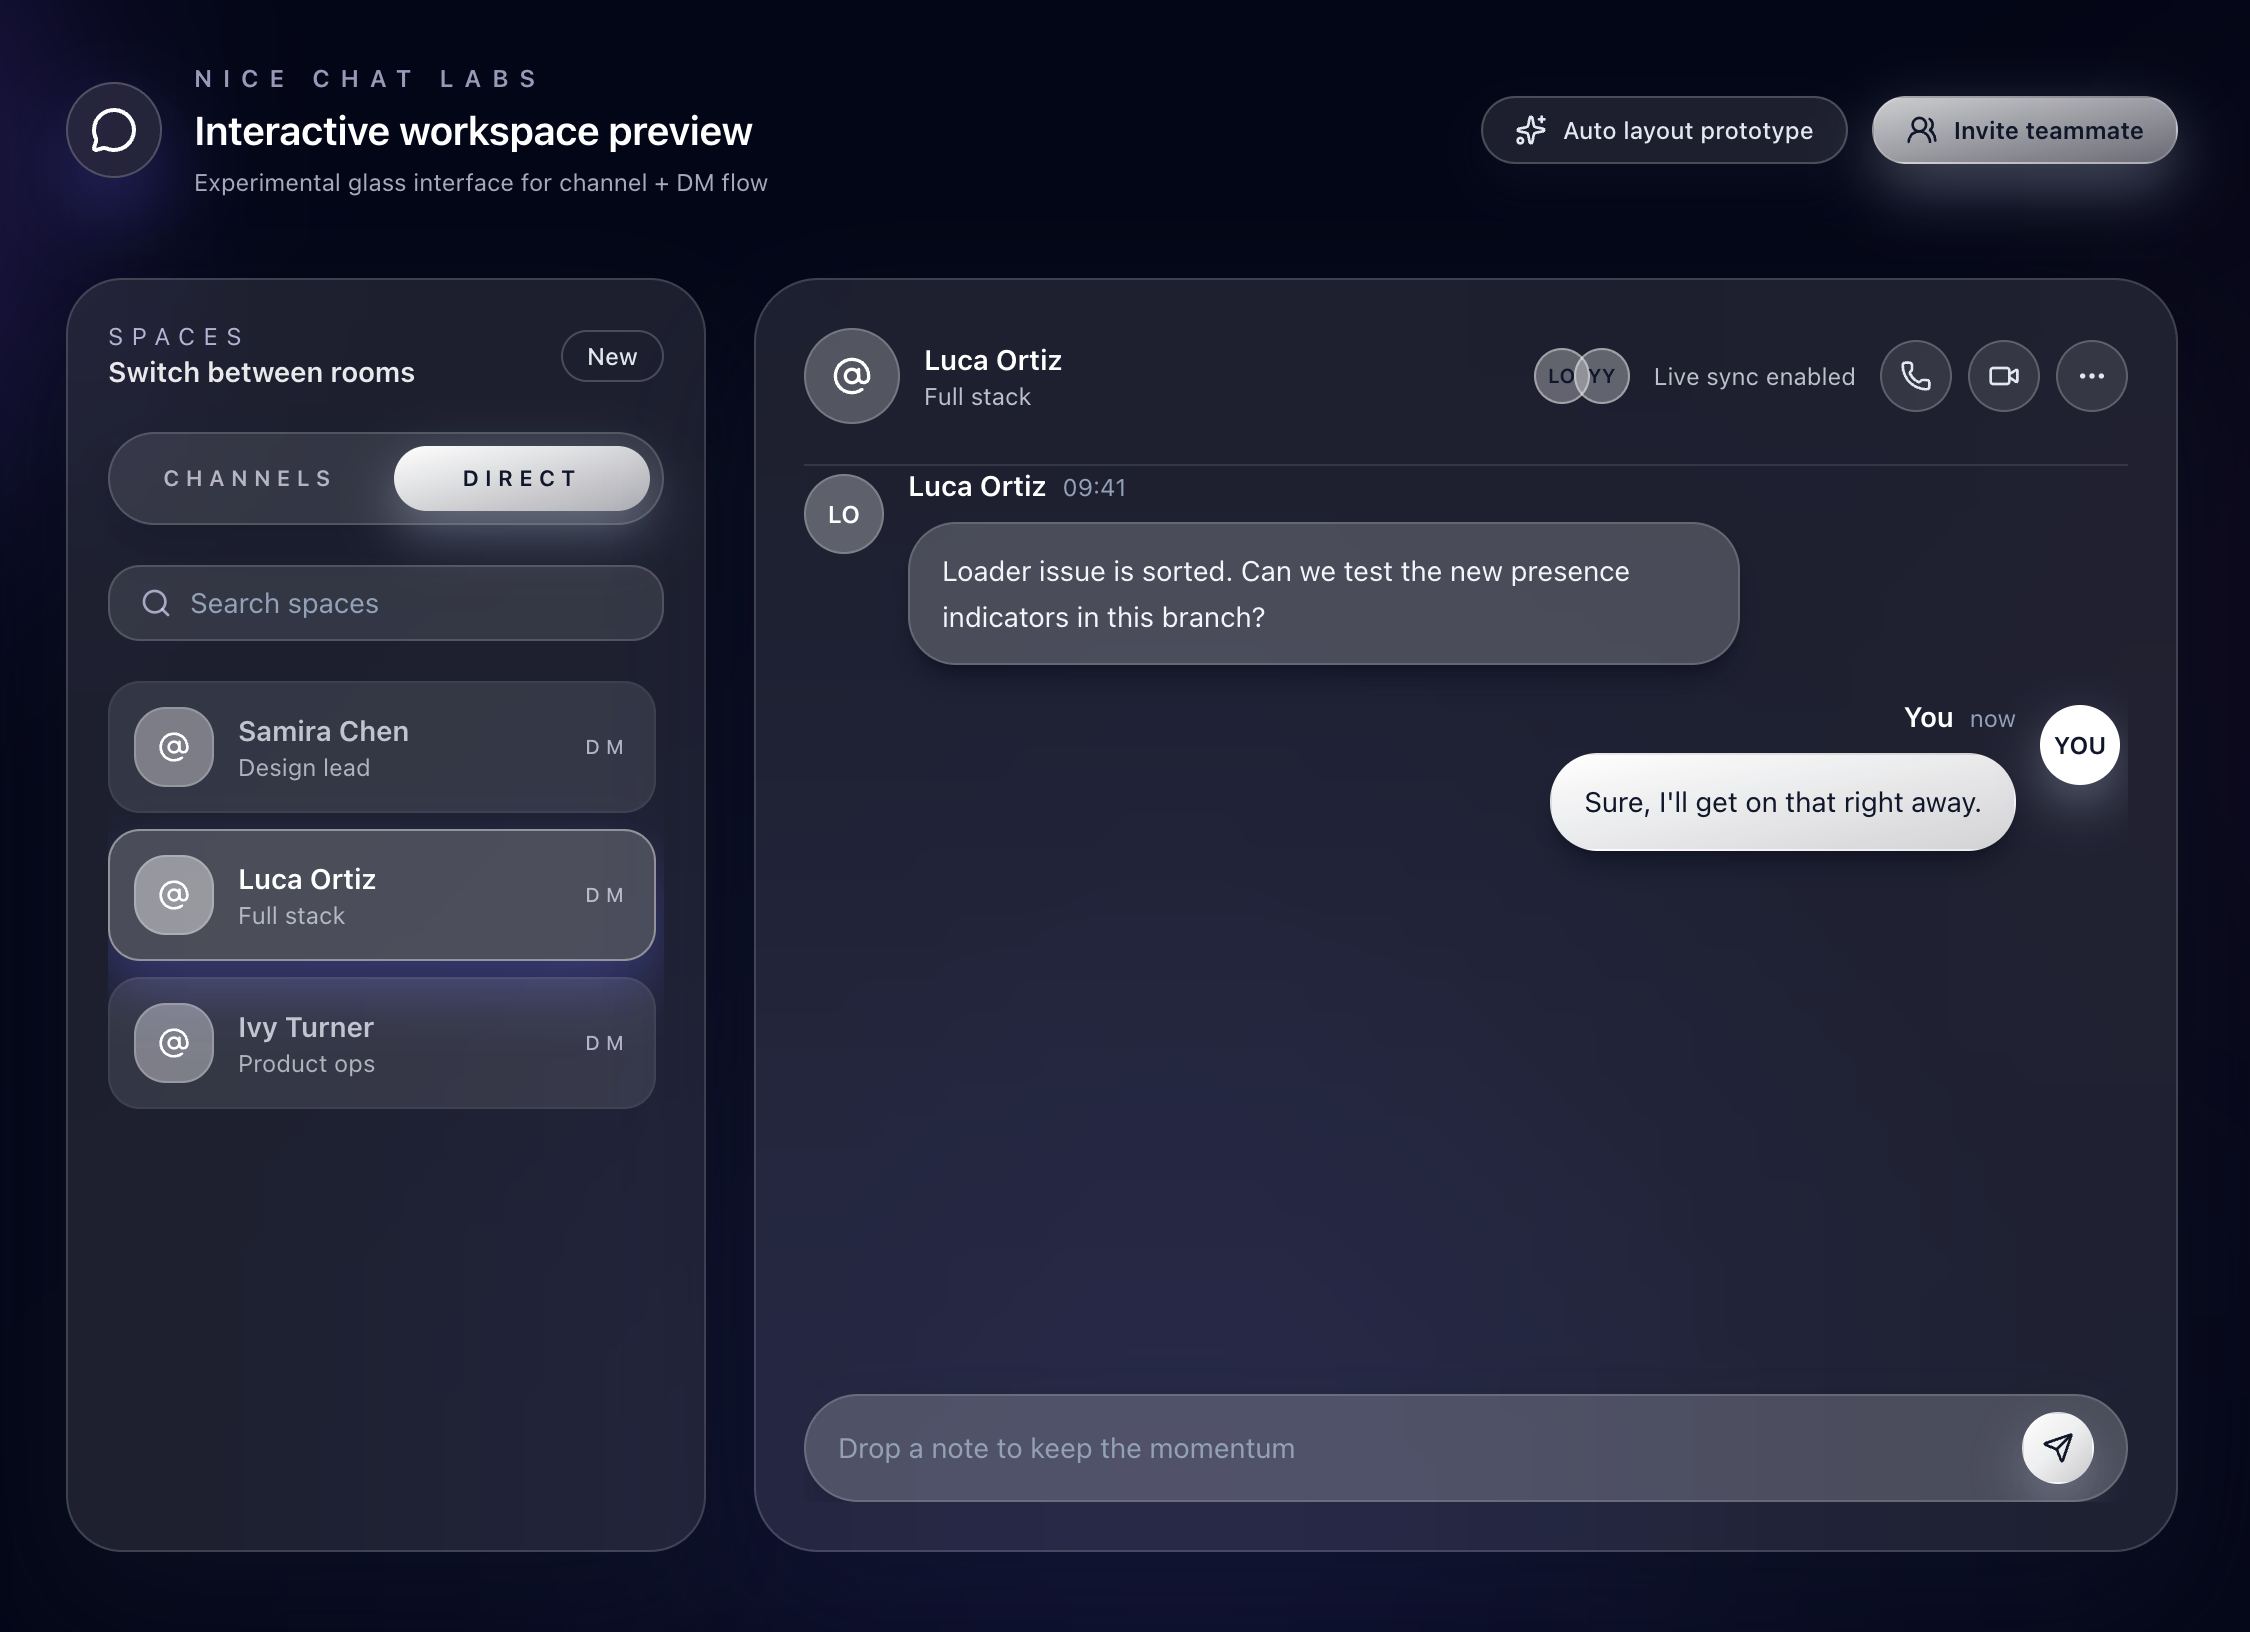 NICE CHAT LABS
Interactive workspace preview
Experimental glass interface for channel + DM flow
Auto layout prototype
Invite teammate
SPACES
Switch between rooms
New
CHANNELS
DIRECT
Search spaces
@
Samira Chen
Design lead
DM
@
Luca Ortiz
Full stack
DM
@
Ivy Turner
Product ops
DM
@
Luca Ortiz
Full stack
LO
YY
Live sync enabled
LO
Luca Ortiz 09:41
Loader issue is sorted. Can we test the new presence
indicators in this branch?
You now
YOU
Sure, I'll get on that right away.
Drop a note to keep the momentum